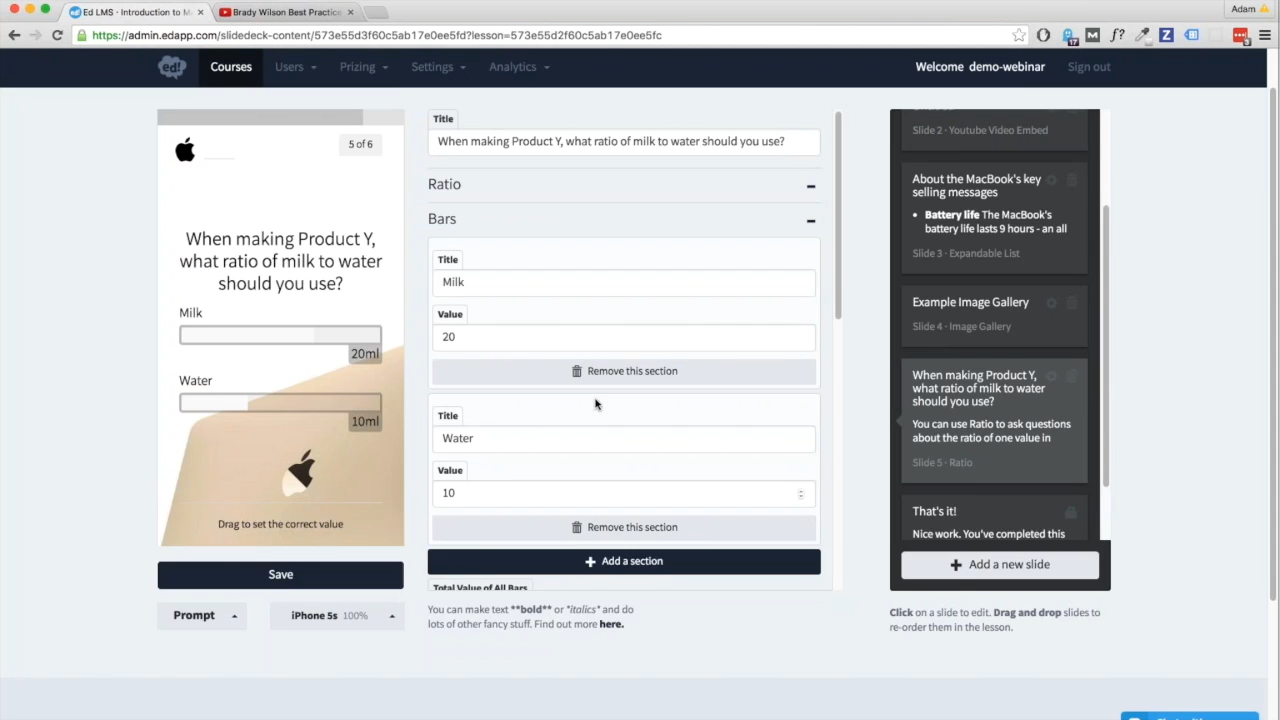 Ed LMS - Introduction to M
Brady Wilson Best Practice
Adam
https://admin.edapp.com/slidedeck-content/573e55d3f60c5ab17e0ee5fd?lesson=573e55d3f60c5ab17e0ee5fc
17
M
f?
Z
ed!
Courses
Users
Prizing
Settings
Analytics
Welcome demo-webinar
Sign out
5 of 6
When making Product Y,
what ratio of milk to water
should you use?
Milk
20ml
Water
10ml
Drag to set the correct value
Save
Prompt
iPhone 5s 100%
Title
When making Product Y, what ratio of milk to water should you use?
Ratio
Bars
Title
Milk
Value
20
Remove this section
Title
Water
Value
10
Remove this section
Add a section
Total Value of All Bars
You can make text **bold** or *italics* and do
lots of other fancy stuff. Find out more here.
Slide 2 · Youtube Video Embed
About the MacBook's key
selling messages
Battery life The MacBook's
battery life lasts 9 hours - an all
Slide 3 · Expandable List
Example Image Gallery
Slide 4 · Image Gallery
When making Product Y,
what ratio of milk to water
should you use?
You can use Ratio to ask questions
about the ratio of one value in
Slide 5 · Ratio
That's it!
Nice work. You've completed this
Add a new slide
Click on a slide to edit. Drag and drop slides to
re-order them in the lesson.